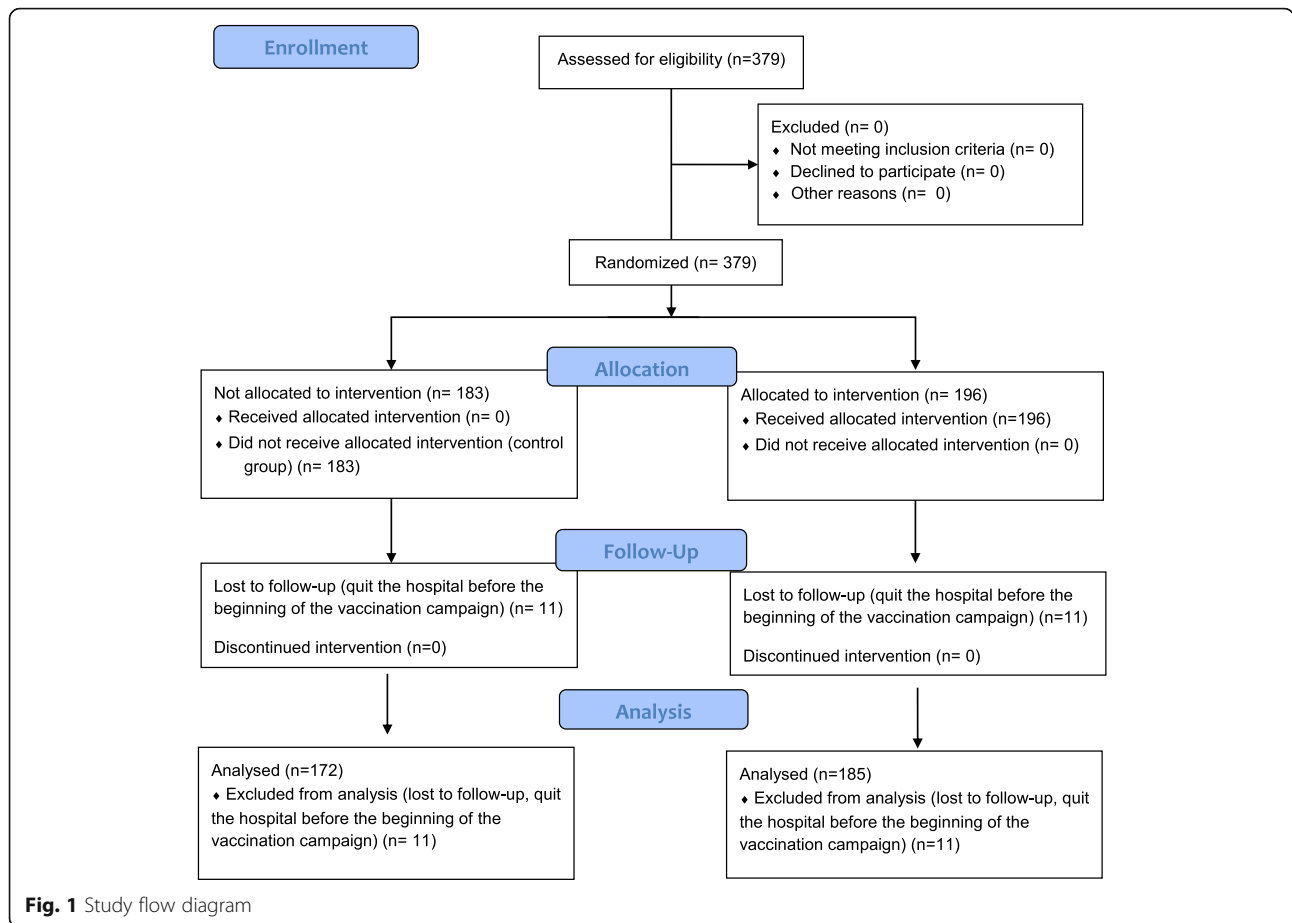 Enrollment
Assessed for eligibility (n=379)
Excluded (n= 0)
♦ Not meeting inclusion criteria (n= 0)
♦ Declined to participate (n= 0)
♦ Other reasons (n=  0)
Randomized (n= 379)
Allocation
Not allocated to intervention (n= 183)
♦ Received allocated intervention (n= 0)
♦ Did not receive allocated intervention (control
group) (n= 183)
Allocated to intervention (n= 196)
♦ Received allocated intervention (n=196)
♦ Did not receive allocated intervention (n= 0)
Follow-Up
Lost to follow-up (quit the hospital before the
beginning of the vaccination campaign) (n= 11)
Discontinued intervention (n=0)
Lost to follow-up (quit the hospital before the
beginning of the vaccination campaign) (n=11)
Discontinued intervention (n= 0)
Analysis
Analysed (n=172)
♦ Excluded from analysis (lost to follow-up, quit
the hospital before the beginning of the
vaccination campaign) (n= 11)
Analysed (n=185)
♦ Excluded from analysis (lost to follow-up, quit
the hospital before the beginning of the
vaccination campaign) (n=11)
Fig. 1 Study flow diagram